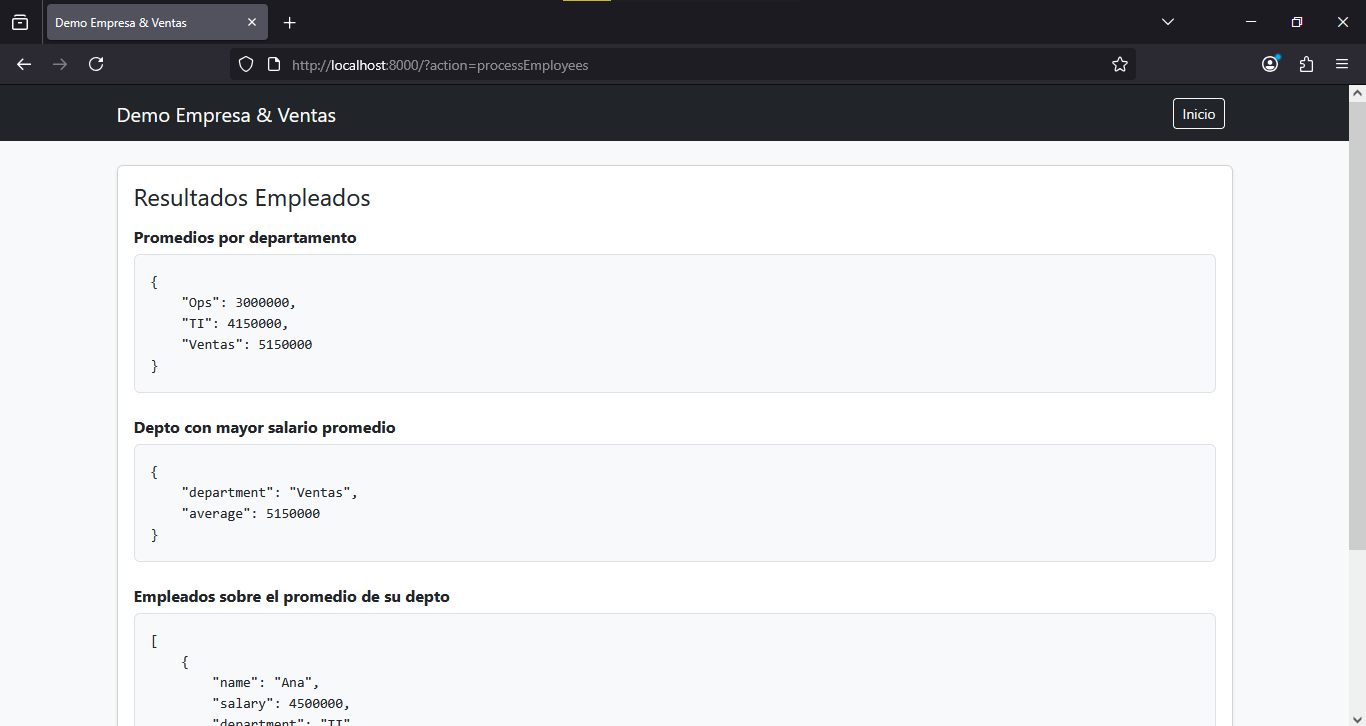 Demo Empresa & Ventas
http://localhost:8000/?action=processEmployees
Demo Empresa & Ventas
Inicio
Resultados Empleados
Promedios por departamento
{
    "Ops": 3000000,
    "TI": 4150000,
    "Ventas": 5150000
}
Depto con mayor salario promedio
{
    "department": "Ventas",
    "average": 5150000
}
Empleados sobre el promedio de su depto
[
    {
        "name": "Ana",
        "salary": 4500000,
        "department": "TI"